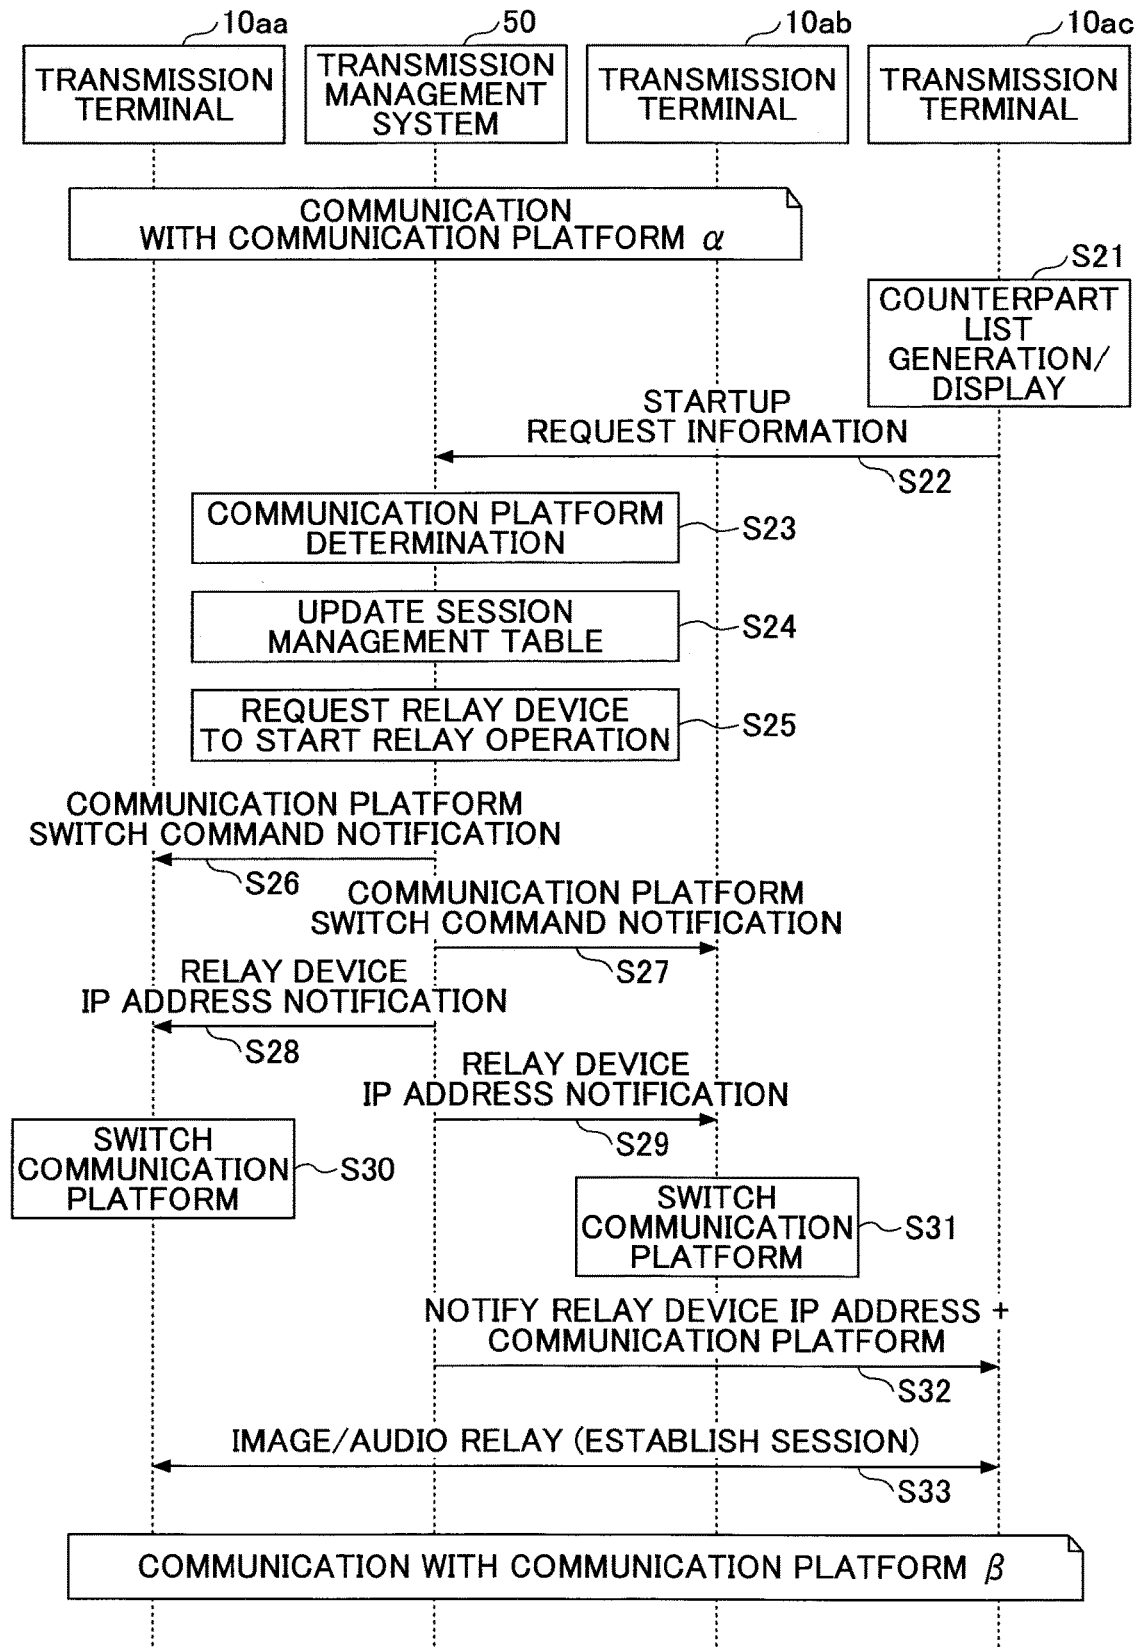 10aa
50
10ab
10ac
TRANSMISSION
TERMINAL
TRANSMISSION
MANAGEMENT
SYSTEM
TRANSMISSION
TERMINAL
TRANSMISSION
TERMINAL
COMMUNICATION
WITH COMMUNICATION PLATFORM α
S21
COUNTERPART
LIST
GENERATION/
DISPLAY
STARTUP
REQUEST INFORMATION
S22
COMMUNICATION PLATFORM
DETERMINATION
S23
UPDATE SESSION
MANAGEMENT TABLE
S24
REQUEST RELAY DEVICE
TO START RELAY OPERATION
S25
COMMUNICATION PLATFORM
SWITCH COMMAND NOTIFICATION
S26
COMMUNICATION PLATFORM
SWITCH COMMAND NOTIFICATION
S27
RELAY DEVICE
IP ADDRESS NOTIFICATION
S28
RELAY DEVICE
IP ADDRESS NOTIFICATION
S29
SWITCH
COMMUNICATION
PLATFORM
S30
SWITCH
COMMUNICATION
PLATFORM
S31
NOTIFY RELAY DEVICE IP ADDRESS +
COMMUNICATION PLATFORM
S32
IMAGE/AUDIO RELAY (ESTABLISH SESSION)
S33
COMMUNICATION WITH COMMUNICATION PLATFORM β